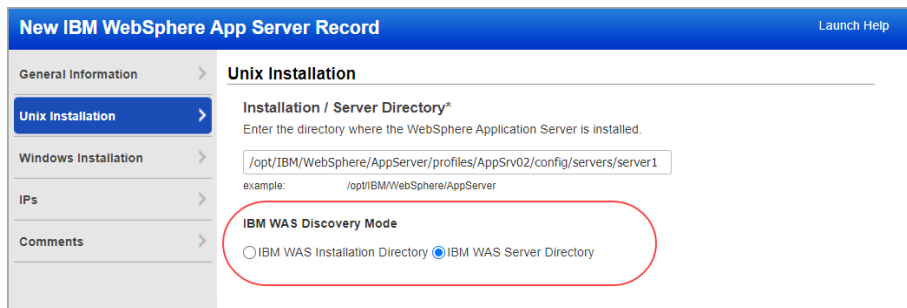 New IBM WebSphere App Server Record
Launch Help
General Information
Unix Installation
Windows Installation
IPs
Comments
Unix Installation
Installation / Server Directory*
Enter the directory where the WebSphere Application Server is installed.
/opt/IBM/WebSphere/AppServer/profiles/AppSrv02/config/servers/server1
example: /opt/IBM/WebSphere/AppServer
IBM WAS Discovery Mode
IBM WAS Installation Directory IBM WAS Server Directory